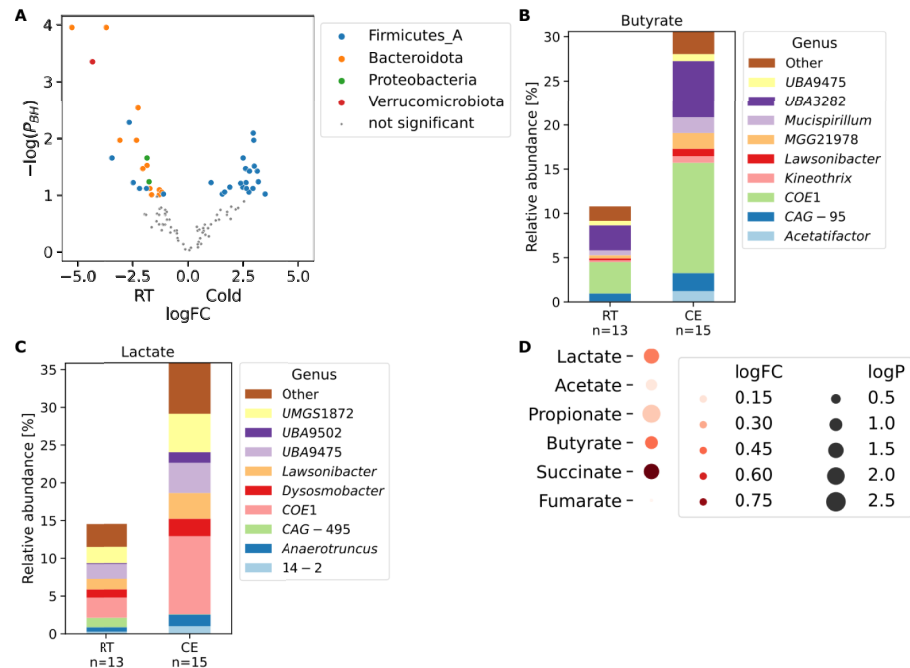 A
4
3
2
1
0
−log(P_BH)
−5.0 −2.5 0.0 2.5 5.0
RT Cold
logFC
Firmicutes_A
Bacteroidota
Proteobacteria
Verrucomicrobiota
not significant
B
Butyrate
30
25
20
15
10
5
0
Relative abundance [%]
RT CE
n=13 n=15
Genus
Other
UBA9475
UBA3282
Mucispirillum
MGG21978
Lawsonibacter
Kineothrix
COE1
CAG − 95
Acetatifactor
C
Lactate
35
30
25
20
15
10
5
0
Relative abundance [%]
RT CE
n=13 n=15
Genus
Other
UMGS1872
UBA9502
UBA9475
Lawsonibacter
Dysosmobacter
COE1
CAG − 495
Anaerotruncus
14 − 2
D
Lactate
Acetate
Propionate
Butyrate
Succinate
Fumarate
logFC logP
0.15 0.5
0.30 1.0
0.45 1.5
0.60 2.0
0.75 2.5